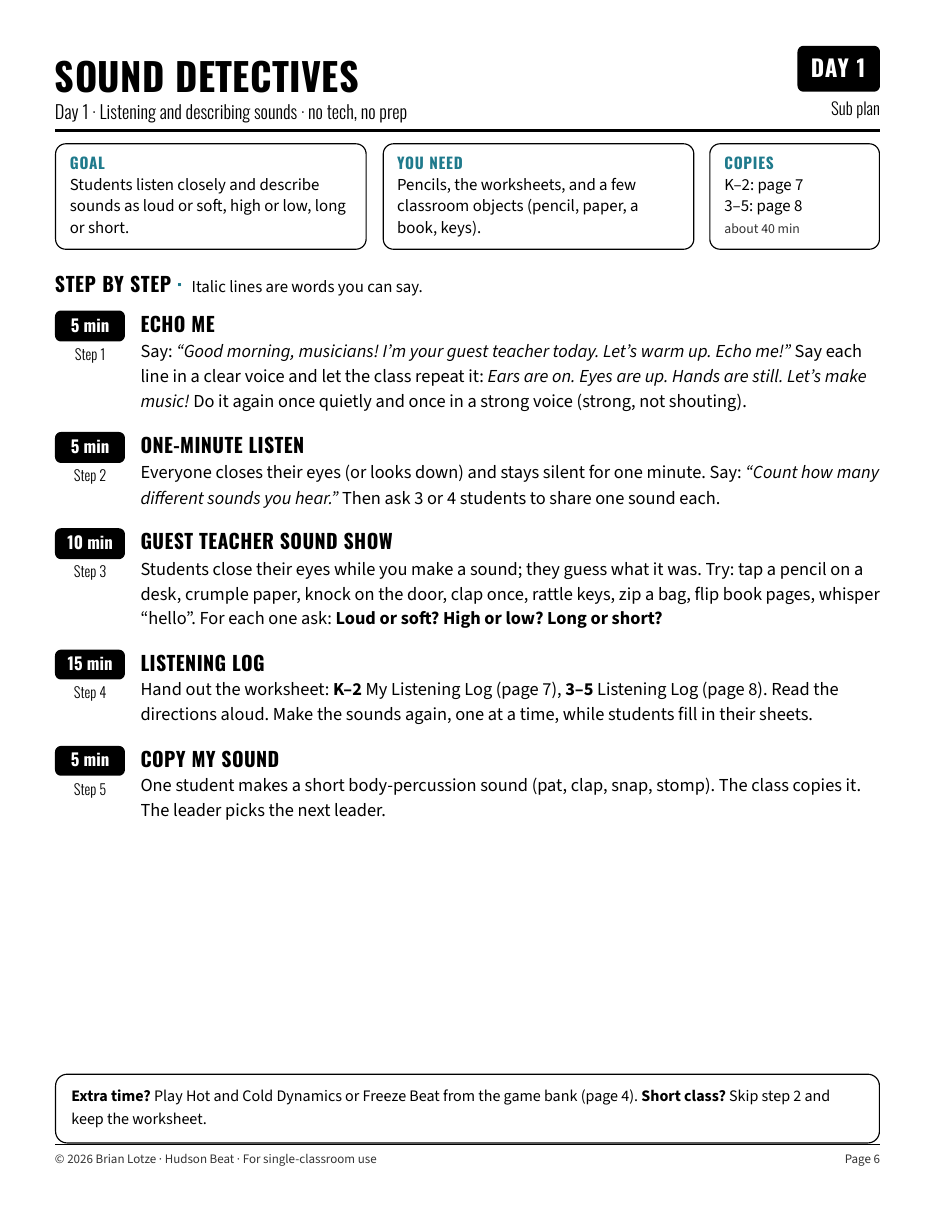 SOUND DETECTIVES
DAY 1
Day 1 · Listening and describing sounds · no tech, no prep
Sub plan
GOAL
Students listen closely and describe
sounds as loud or soft, high or low, long
or short.
YOU NEED
Pencils, the worksheets, and a few
classroom objects (pencil, paper, a
book, keys).
COPIES
K–2: page 7
3–5: page 8
about 40 min
STEP BY STEP · Italic lines are words you can say.
5 min
Step 1
ECHO ME
Say: “Good morning, musicians! I’m your guest teacher today. Let’s warm up. Echo me!” Say each
line in a clear voice and let the class repeat it: Ears are on. Eyes are up. Hands are still. Let’s make
music! Do it again once quietly and once in a strong voice (strong, not shouting).
5 min
Step 2
ONE-MINUTE LISTEN
Everyone closes their eyes (or looks down) and stays silent for one minute. Say: “Count how many
different sounds you hear.” Then ask 3 or 4 students to share one sound each.
10 min
Step 3
GUEST TEACHER SOUND SHOW
Students close their eyes while you make a sound; they guess what it was. Try: tap a pencil on a
desk, crumple paper, knock on the door, clap once, rattle keys, zip a bag, flip book pages, whisper
“hello”. For each one ask: Loud or soft? High or low? Long or short?
15 min
Step 4
LISTENING LOG
Hand out the worksheet: K–2 My Listening Log (page 7), 3–5 Listening Log (page 8). Read the
directions aloud. Make the sounds again, one at a time, while students fill in their sheets.
5 min
Step 5
COPY MY SOUND
One student makes a short body-percussion sound (pat, clap, snap, stomp). The class copies it.
The leader picks the next leader.
Extra time? Play Hot and Cold Dynamics or Freeze Beat from the game bank (page 4). Short class? Skip step 2 and
keep the worksheet.
© 2026 Brian Lotze · Hudson Beat · For single-classroom use
Page 6